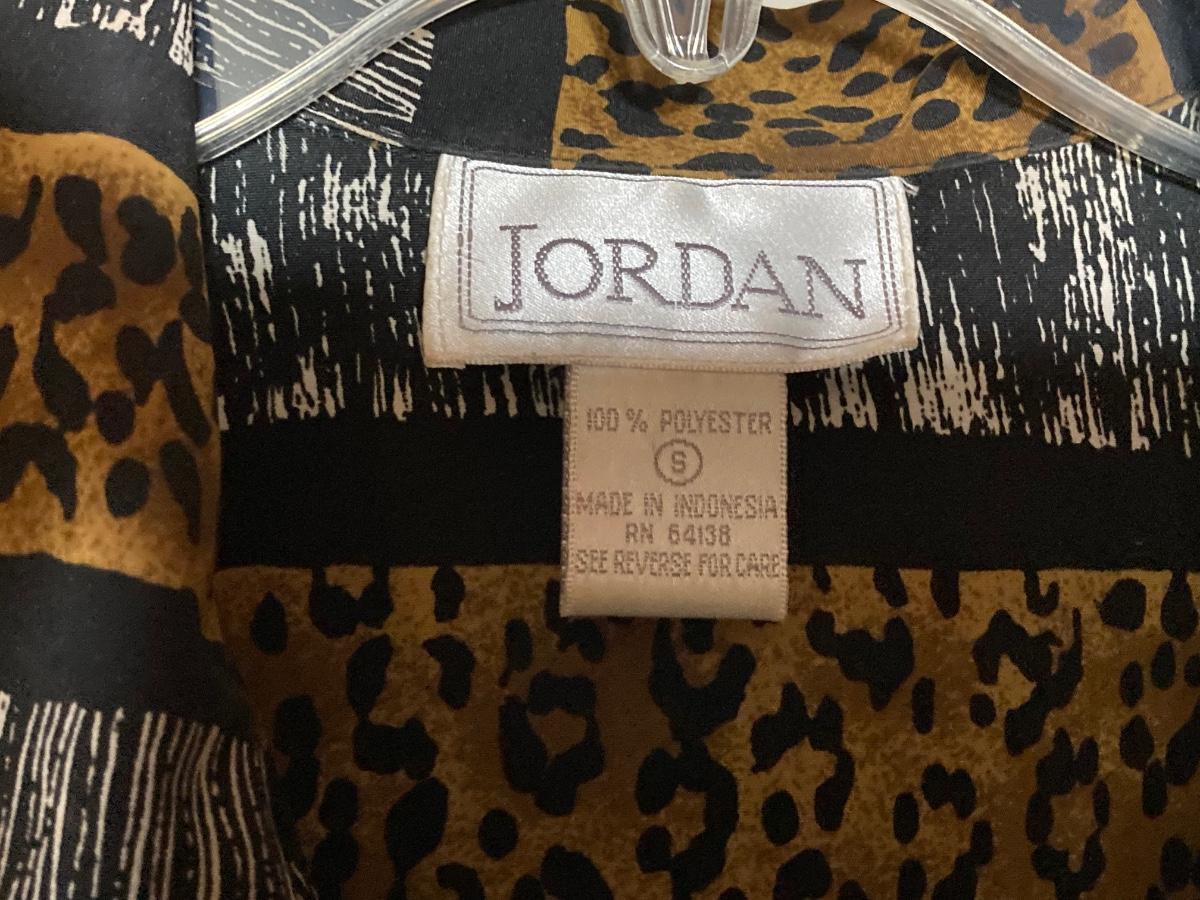 JORDAN
100 % POLYESTER
S
MADE IN INDONESIA
RN 64138
SEE REVERSE FOR CARE